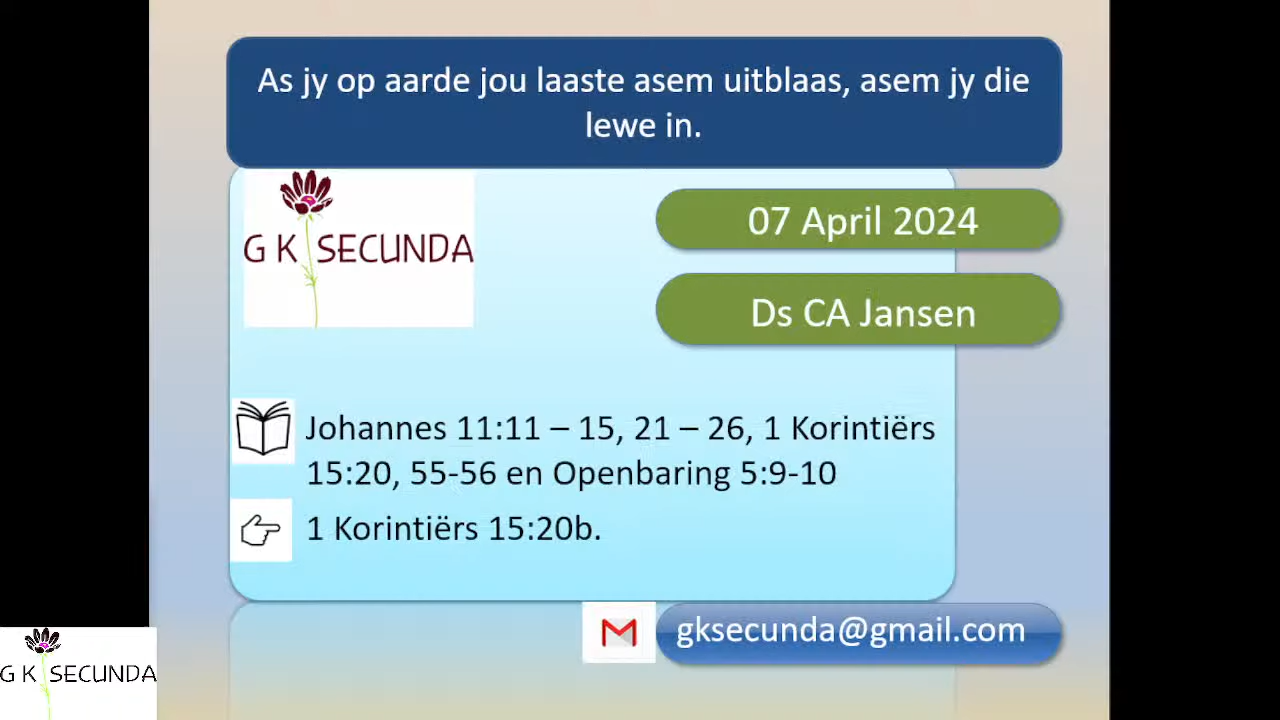 As jy op aarde jou laaste asem uitblaas, asem jy die
lewe in.
G K SECUNDA
07 April 2024
Ds CA Jansen
Johannes 11:11 – 15, 21 – 26, 1 Korintiërs
15:20, 55-56 en Openbaring 5:9-10
1 Korintiërs 15:20b.
gksecunda@gmail.com
G K SECUNDA